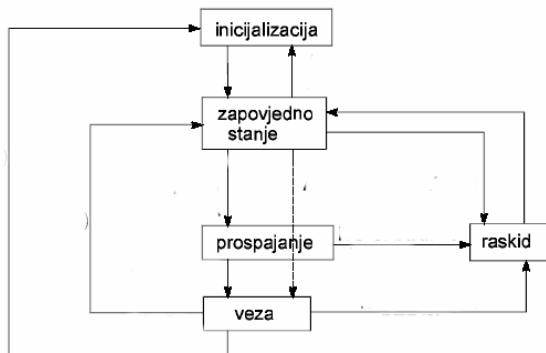 inicijalizacija
zapovjedno
stanje
prospajanje
raskid
veza